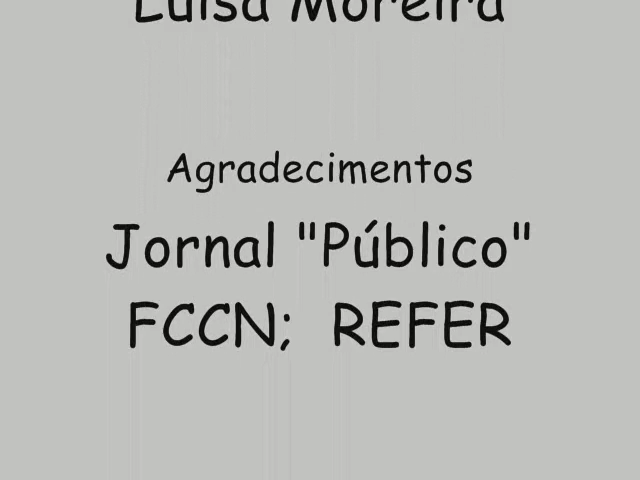 Luísa Moreira
Agradecimentos
Jornal "Público"
FCCN; REFER